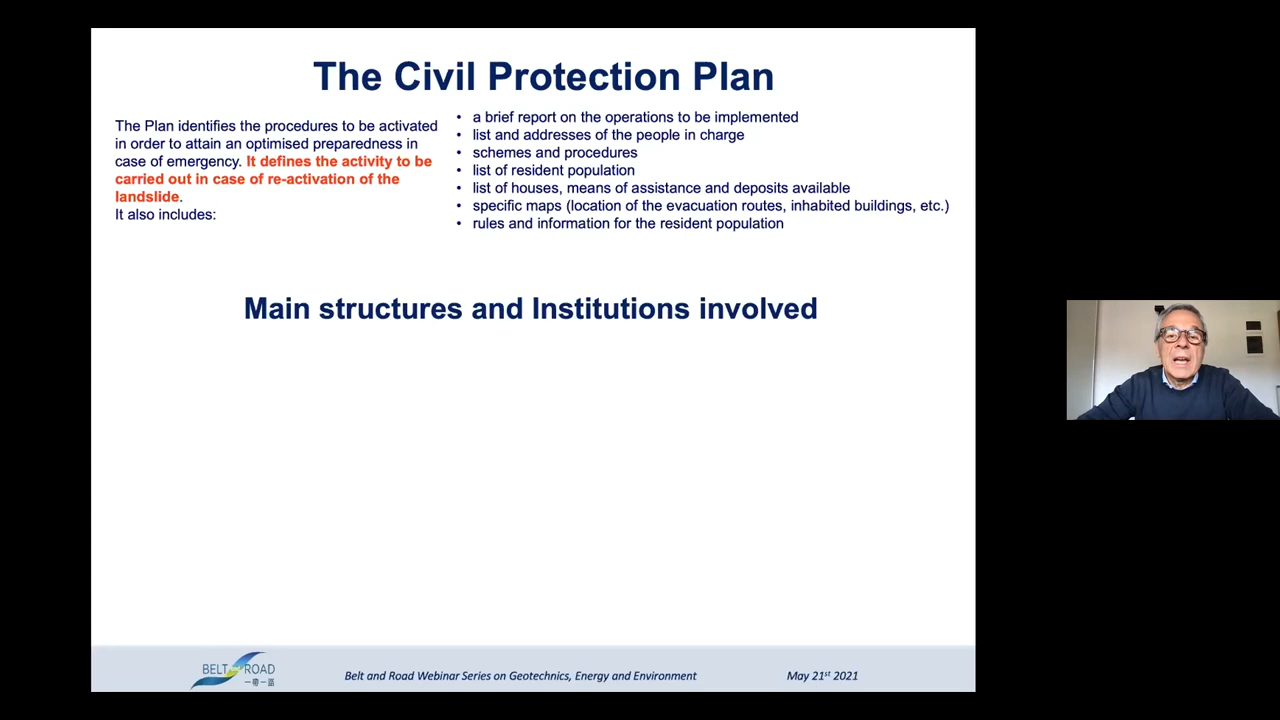 The Civil Protection Plan
The Plan identifies the procedures to be activated
in order to attain an optimised preparedness in
case of emergency. It defines the activity to be
carried out in case of re-activation of the
landslide.
It also includes:
• a brief report on the operations to be implemented
• list and addresses of the people in charge
• schemes and procedures
• list of resident population
• list of houses, means of assistance and deposits available
• specific maps (location of the evacuation routes, inhabited buildings, etc.)
• rules and information for the resident population
Main structures and Institutions involved
BELT ROAD
一帶一路
Belt and Road Webinar Series on Geotechnics, Energy and Environment
May 21st 2021